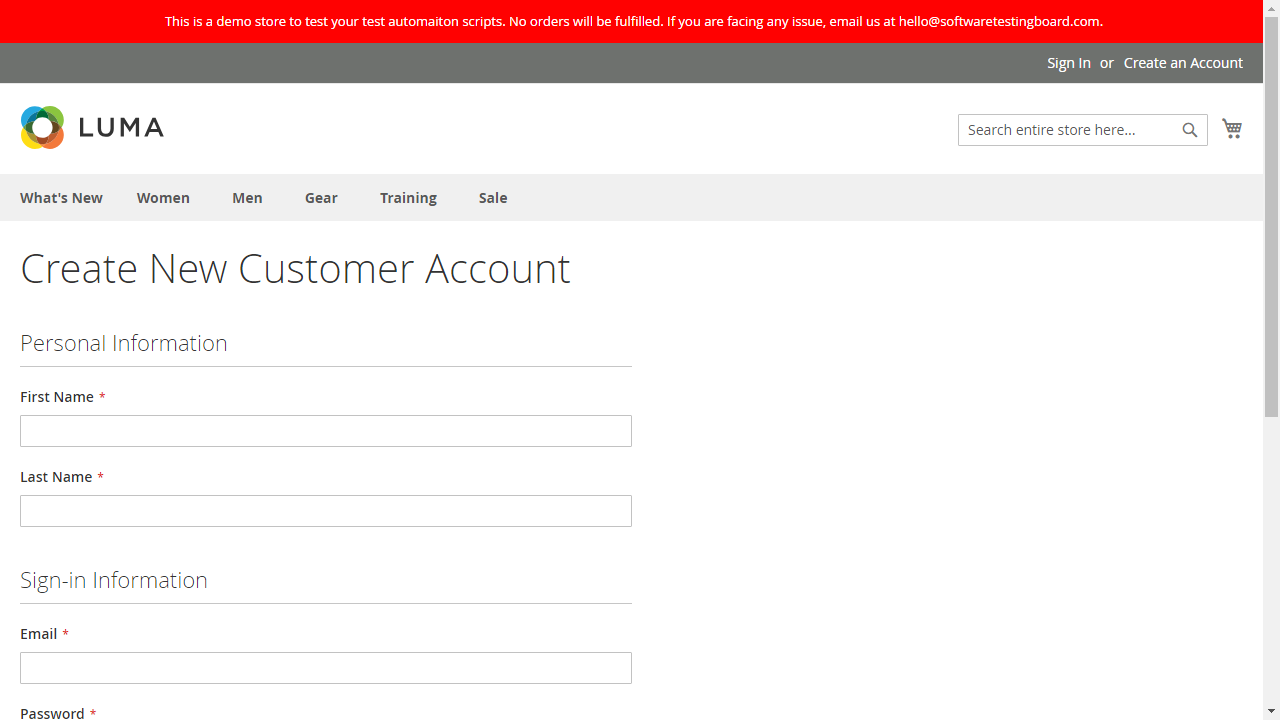 This is a demo store to test your test automaiton scripts. No orders will be fulfilled. If you are facing any issue, email us at hello@softwaretestingboard.com.
Sign In or Create an Account
LUMA
Search entire store here...
What's New Women Men Gear Training Sale
Create New Customer Account
Personal Information
First Name *
Last Name *
Sign-in Information
Email *
Password *